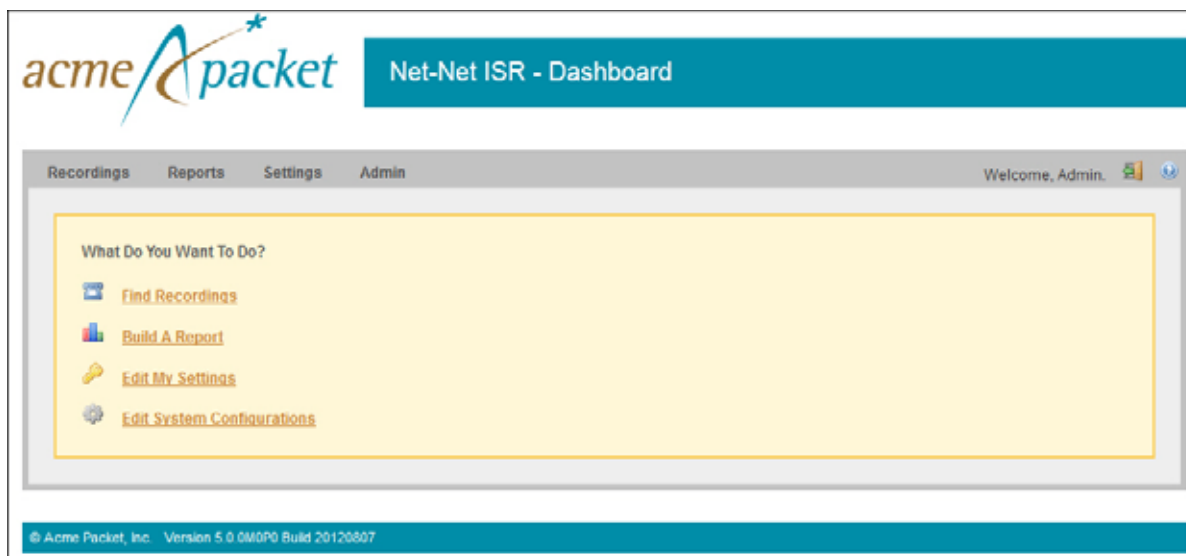 acme packet
Net-Net ISR - Dashboard
Recordings Reports Settings Admin Welcome, Admin.
What Do You Want To Do?
Find Recordings
Build A Report
Edit My Settings
Edit System Configurations
© Acme Packet, Inc. Version 5.0.0M0P0 Build 20120807